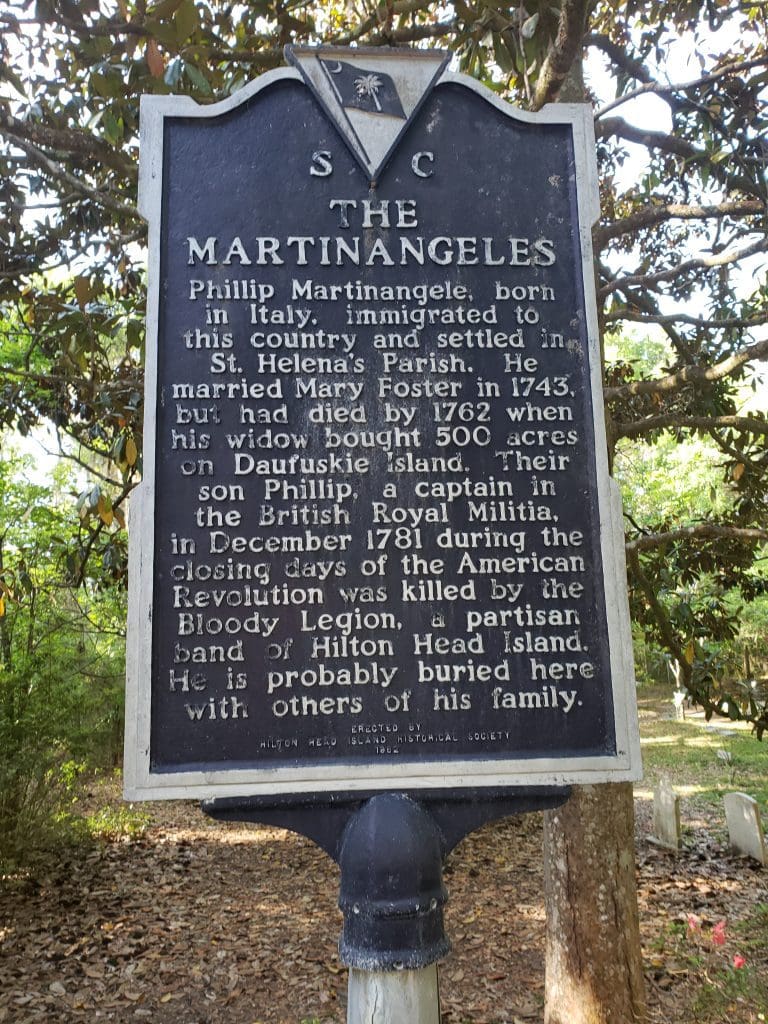 S C
THE
MARTINANGELES
Phillip Martinangele, born
in Italy, immigrated to
this country and settled in
St. Helena's Parish. He
married Mary Foster in 1743,
but had died by 1762 when
his widow bought 500 acres
on Daufuskie Island. Their
son Phillip, a captain in
the British Royal Militia,
in December 1781 during the
closing days of the American
Revolution was killed by the
Bloody Legion, a partisan
band of Hilton Head Island.
He is probably buried here
with others of his family.
ERECTED BY
HILTON HEAD ISLAND HISTORICAL SOCIETY
1982